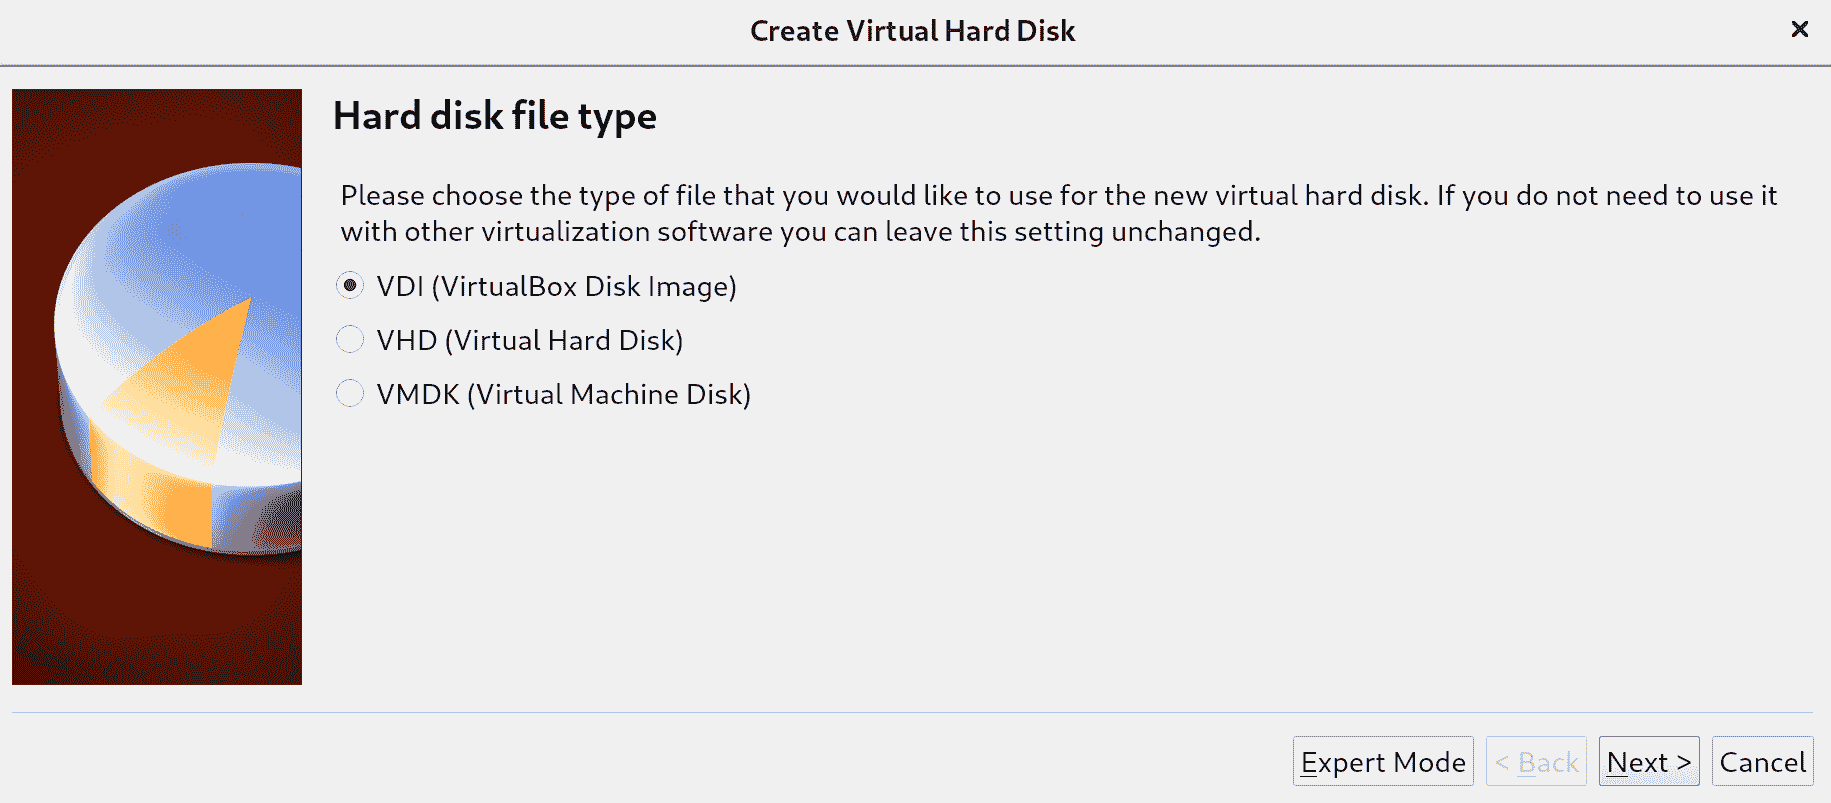 Create Virtual Hard Disk
Hard disk file type
Please choose the type of file that you would like to use for the new virtual hard disk. If you do not need to use it
with other virtualization software you can leave this setting unchanged.
VDI (VirtualBox Disk Image)
VHD (Virtual Hard Disk)
VMDK (Virtual Machine Disk)
Expert Mode
< Back
Next >
Cancel